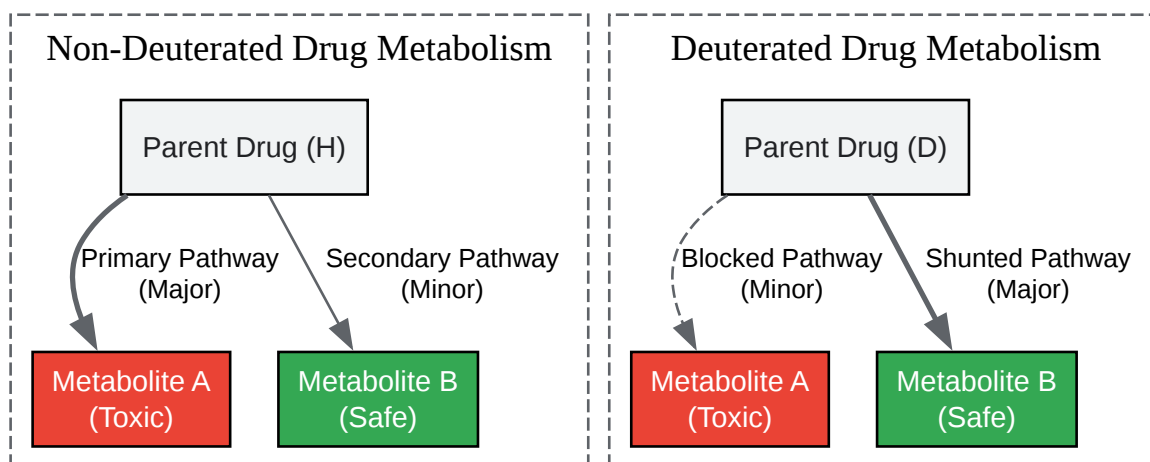 Non-Deuterated Drug Metabolism
Parent Drug (H)
Primary Pathway
(Major)
Secondary Pathway
(Minor)
Metabolite A
(Toxic)
Metabolite B
(Safe)
Deuterated Drug Metabolism
Parent Drug (D)
Blocked Pathway
(Minor)
Shunted Pathway
(Major)
Metabolite A
(Toxic)
Metabolite B
(Safe)